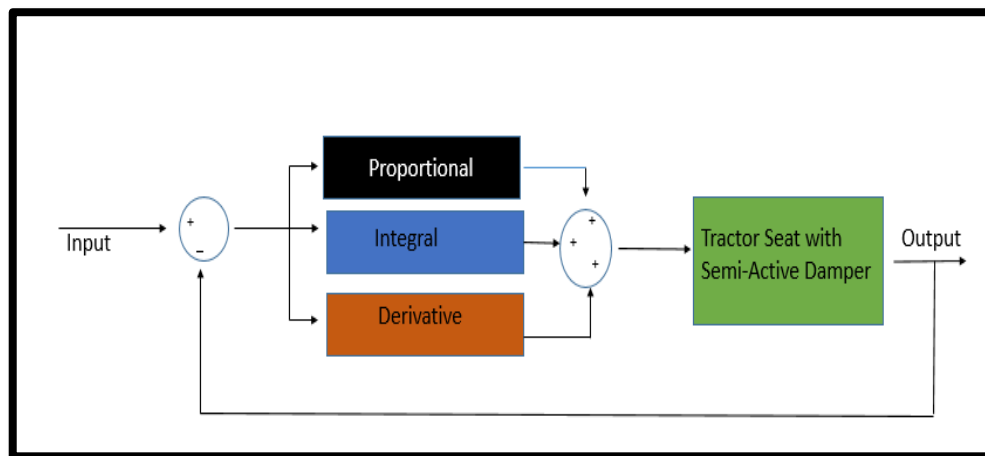 Input
+
−
Proportional
Integral
Derivative
+
+
+
Tractor Seat with
Semi-Active Damper
Output